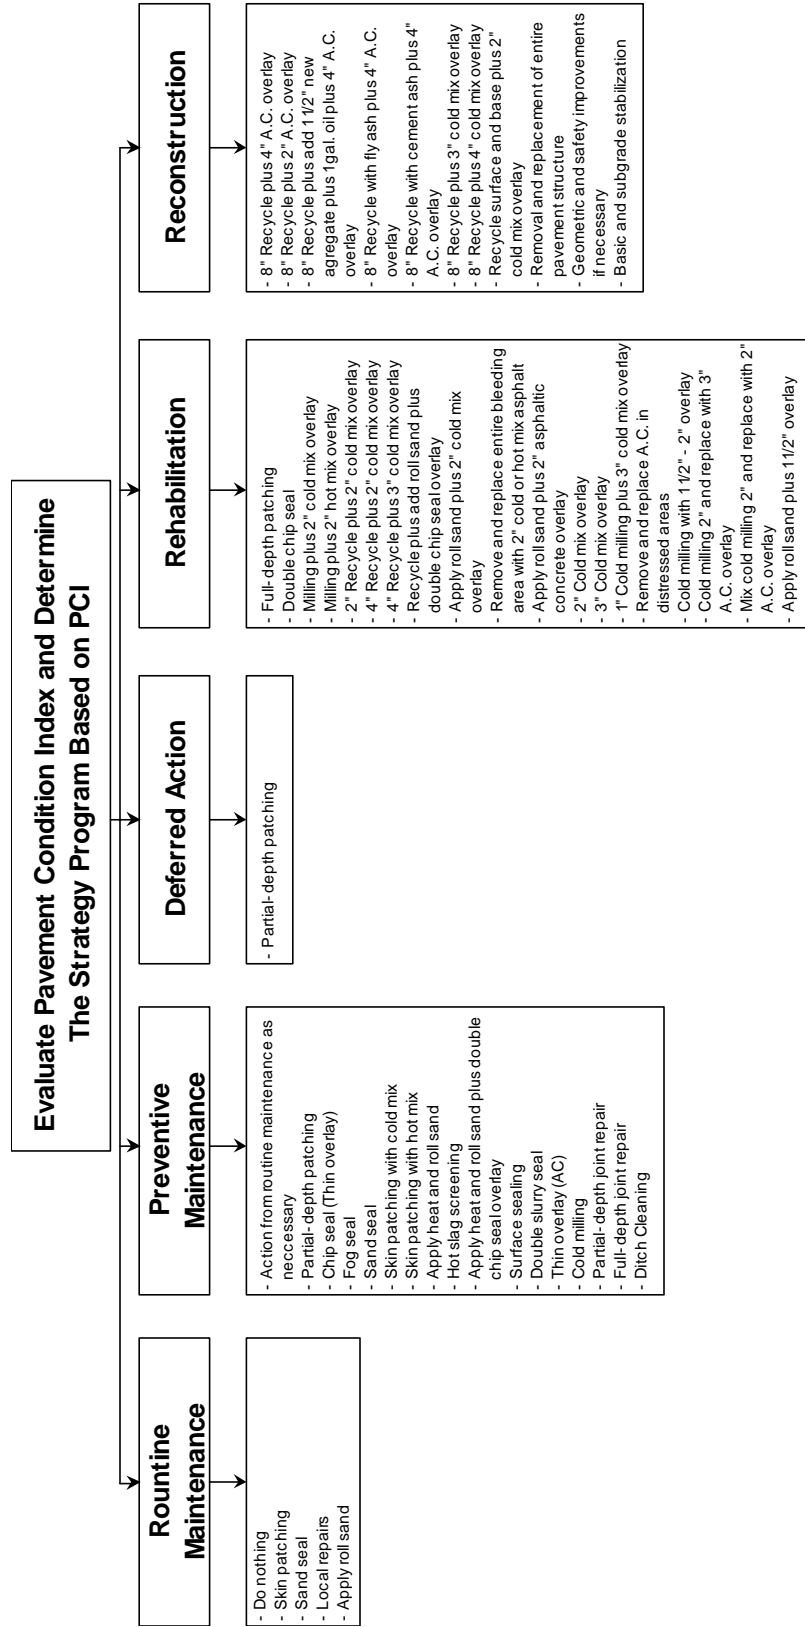 Evaluate Pavement Condition Index and Determine
The Strategy Program Based on PCI
Rountine
Maintenance
- Do nothing
- Skin patching
- Sand seal
- Local repairs
- Apply roll sand
Preventive
Maintenance
- Action from routine maintenance as
neccessary
- Partial-depth patching
- Chip seal (Thin overlay)
- Fog seal
- Sand seal
- Skin patching with cold mix
- Skin patching with hot mix
- Apply heat and roll sand
- Hot slag screening
- Apply heat and roll sand plus double
chip seal overlay
- Surface sealing
- Double slurry seal
- Thin overlay (AC)
- Cold milling
- Partial-depth joint repair
- Full-depth joint repair
- Ditch Cleaning
Deferred Action
- Partial-depth patching
Rehabilitation
- Full-depth patching
- Double chip seal
- Milling plus 2" cold mix overlay
- Milling plus 2" hot mix overlay
- 2" Recycle plus 2" cold mix overlay
- 4" Recycle plus 2" cold mix overlay
- 4" Recycle plus 3" cold mix overlay
- Recycle plus add roll sand plus
double chip seal overlay
- Apply roll sand plus 2" cold mix
overlay
- Remove and replace entire bleeding
area with 2" cold or hot mix asphalt
- Apply roll sand plus 2" asphaltic
concrete overlay
- 2" Cold mix overlay
- 3" Cold mix overlay
- 1" Cold milling plus 3" cold mix overlay
- Remove and replace A.C. in
distressed areas
- Cold milling with 1 1/2" - 2" overlay
- Cold milling 2" and replace with 3"
A.C. overlay
- Mix cold milling 2" and replace with 2"
A.C. overlay
- Apply roll sand plus 1 1/2" overlay
Reconstruction
- 8" Recycle plus 4" A.C. overlay
- 8" Recycle plus 2" A.C. overlay
- 8" Recycle plus add 1 1/2" new
agregate plus 1gal. oil plus 4" A.C.
overlay
- 8" Recycle with fly ash plus 4" A.C.
overlay
- 8" Recycle with cement ash plus 4"
A.C. overlay
- 8" Recycle plus 3" cold mix overlay
- 8" Recycle plus 4" cold mix overlay
- Recycle surface and base plus 2"
cold mix overlay
- Removal and replacement of entire
pavement structure
- Geometric and safety improvements
if necessary
- Basic and subgrade stabilization